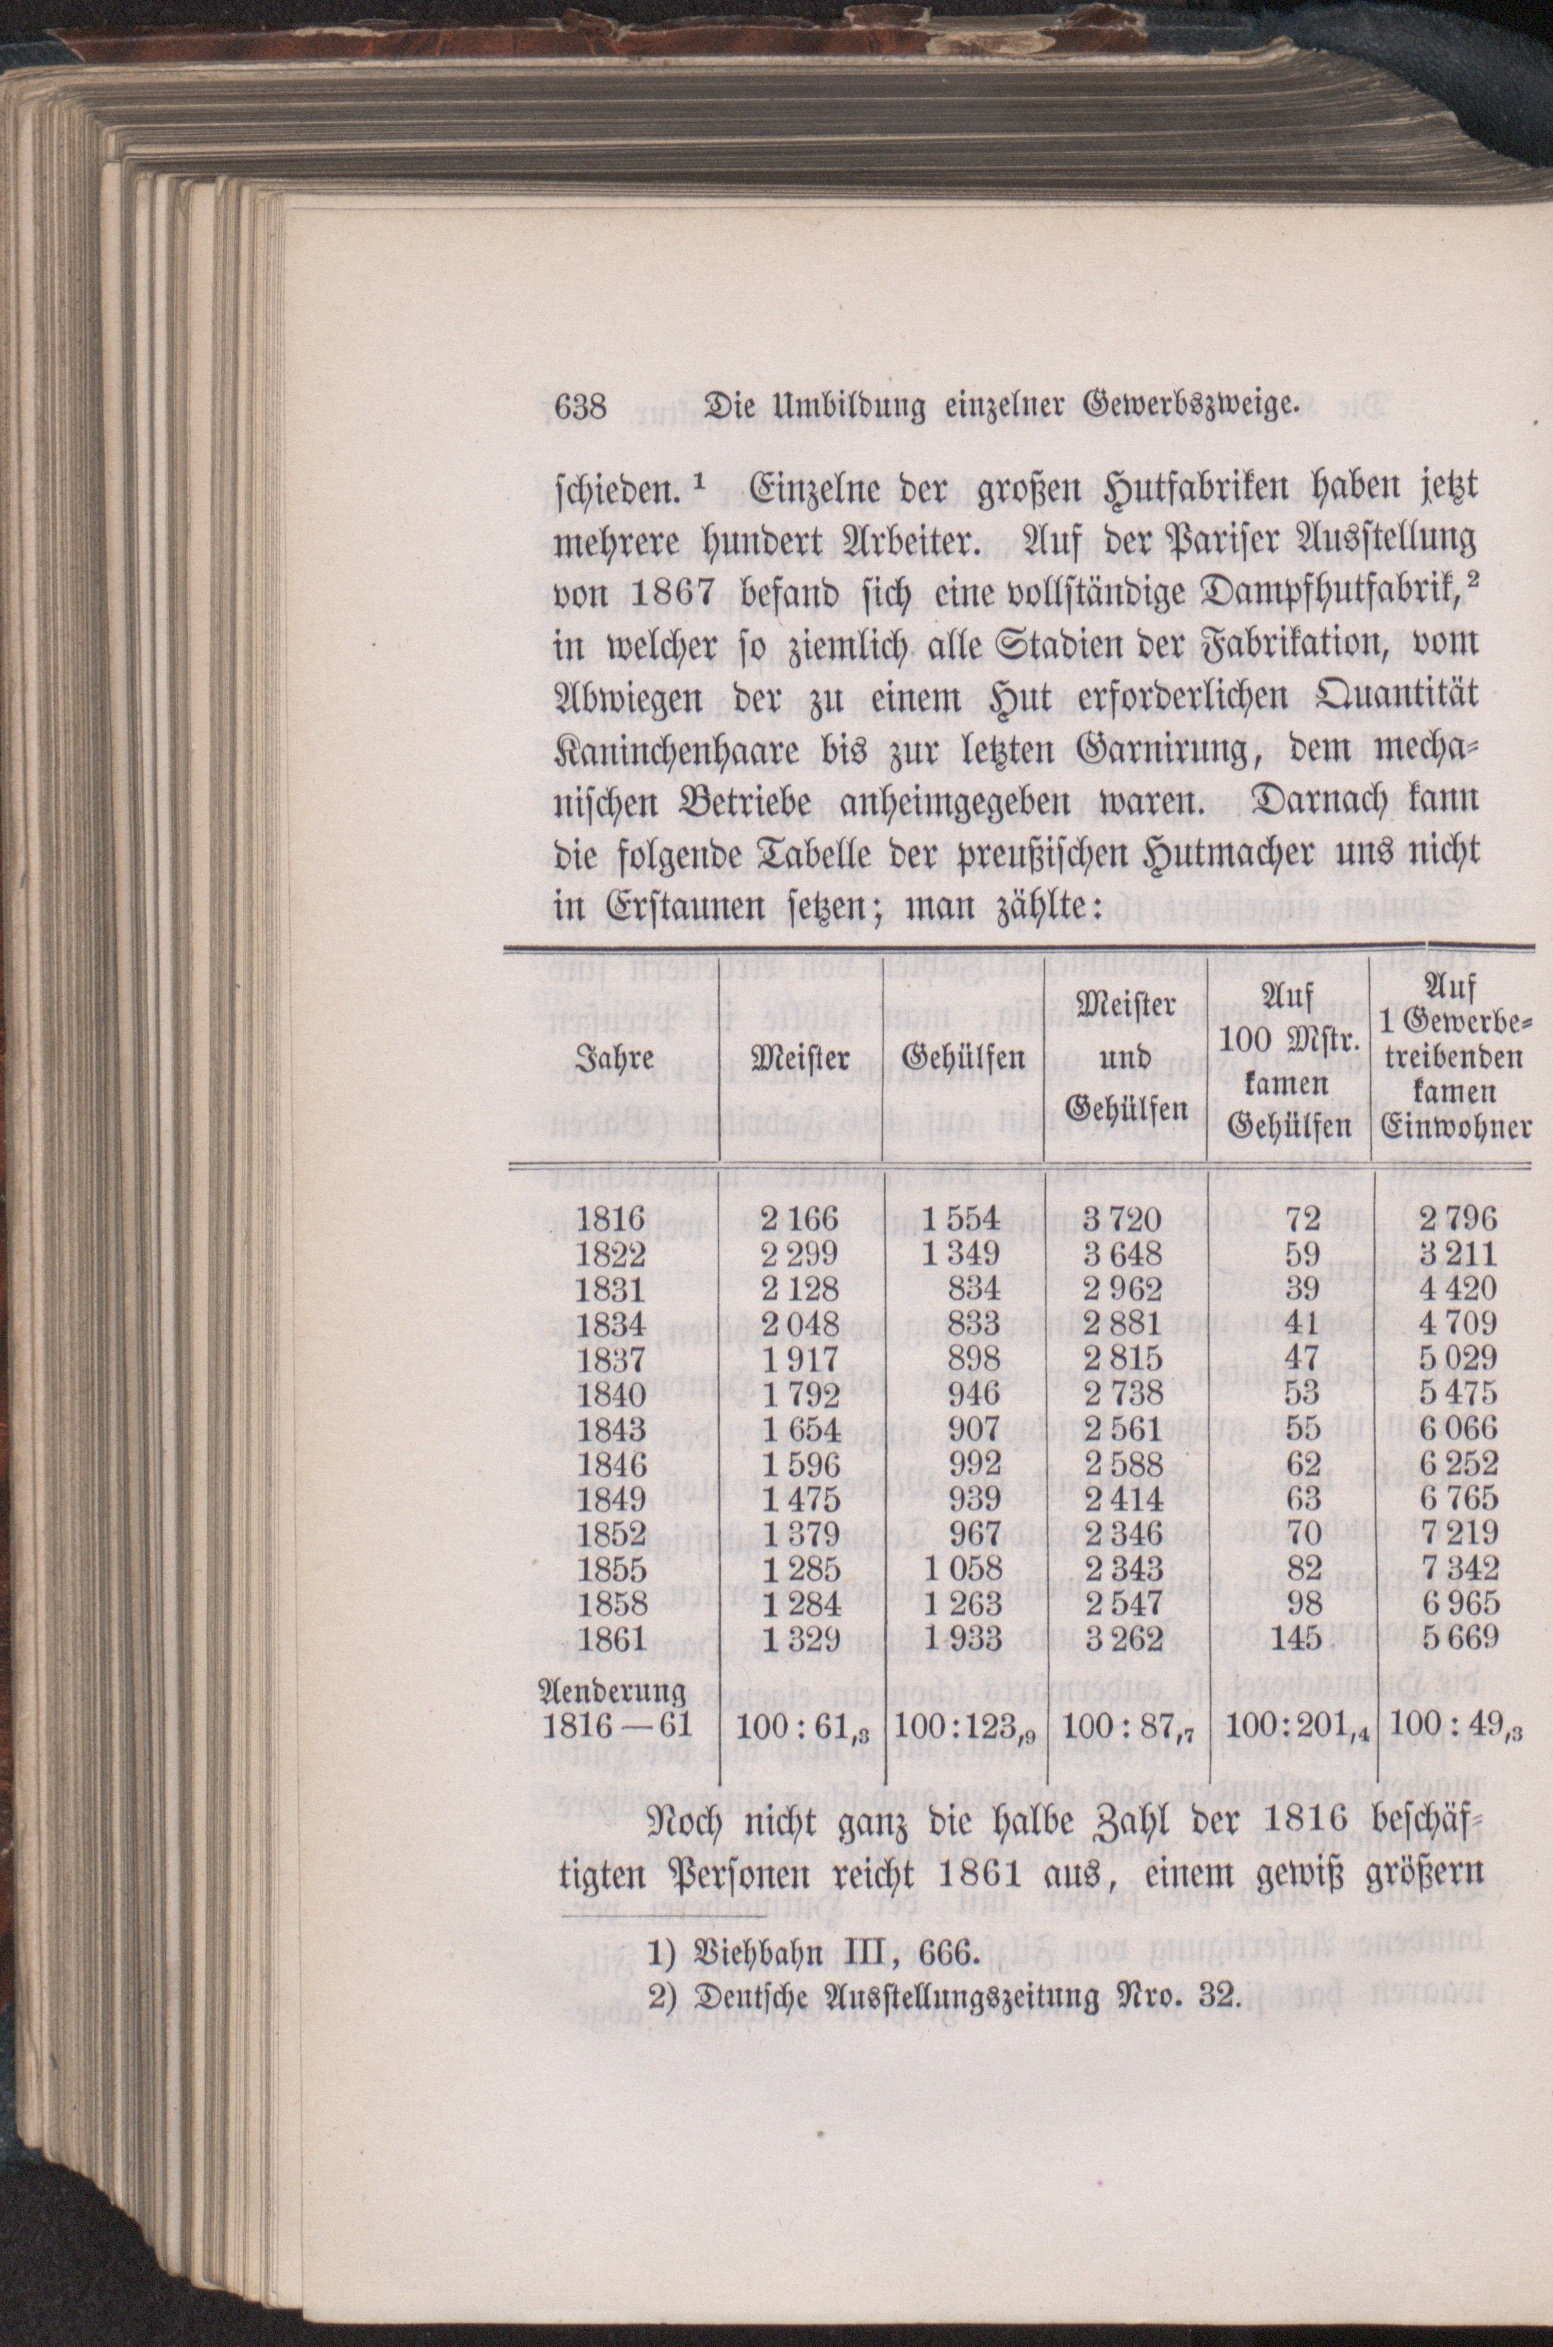 638 Die Umbildung einzelner Gewerbszweige.
schieden. ¹ Einzelne der großen Hutfabriken haben jetzt
mehrere hundert Arbeiter. Auf der Pariser Ausstellung
von 1867 befand sich eine vollständige Dampfhutfabrik,²
in welcher so ziemlich alle Stadien der Fabrikation, vom
Abwiegen der zu einem Hut erforderlichen Quantität
Kaninchenhaare bis zur letzten Garnirung, dem mecha-
nischen Betriebe anheimgegeben waren. Darnach kann
die folgende Tabelle der preußischen Hutmacher uns nicht
in Erstaunen setzen; man zählte:
Jahre | Meister | Gehülfen | Meister und Gehülfen | Auf 100 Mstr. kamen Gehülfen | Auf 1 Gewerbe-treibenden kamen Einwohner
1816 | 2 166 | 1 554 | 3 720 | 72 | 2 796
1822 | 2 299 | 1 349 | 3 648 | 59 | 3 211
1831 | 2 128 | 834 | 2 962 | 39 | 4 420
1834 | 2 048 | 833 | 2 881 | 41 | 4 709
1837 | 1 917 | 898 | 2 815 | 47 | 5 029
1840 | 1 792 | 946 | 2 738 | 53 | 5 475
1843 | 1 654 | 907 | 2 561 | 55 | 6 066
1846 | 1 596 | 992 | 2 588 | 62 | 6 252
1849 | 1 475 | 939 | 2 414 | 63 | 6 765
1852 | 1 379 | 967 | 2 346 | 70 | 7 219
1855 | 1 285 | 1 058 | 2 343 | 82 | 7 342
1858 | 1 284 | 1 263 | 2 547 | 98 | 6 965
1861 | 1 329 | 1 933 | 3 262 | 145 | 5 669
Aenderung
1816—61 | 100 : 61,3 | 100 : 123,9 | 100 : 87,7 | 100 : 201,4 | 100 : 49,3
Noch nicht ganz die halbe Zahl der 1816 beschäf-
tigten Personen reicht 1861 aus, einem gewiß größern
1) Viehbahn III, 666.
2) Deutsche Ausstellungszeitung Nro. 32.